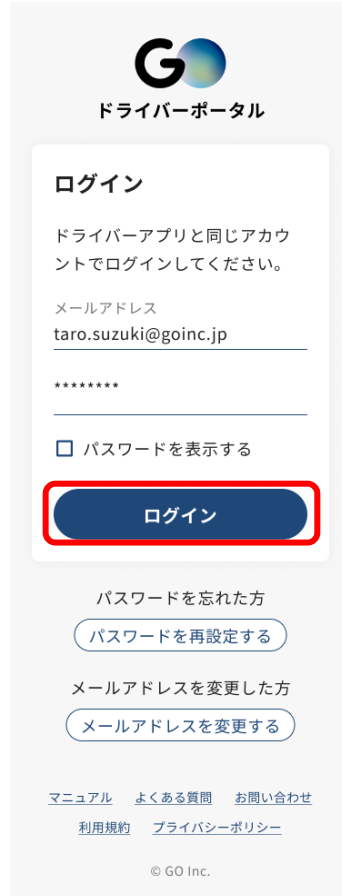 GO
ドライバーポータル
ログイン
ドライバーアプリと同じアカウ
ントでログインしてください。
メールアドレス
taro.suzuki@goinc.jp
********
パスワードを表示する
ログイン
パスワードを忘れた方
パスワードを再設定する
メールアドレスを変更した方
メールアドレスを変更する
マニュアル よくある質問 お問い合わせ
利用規約 プライバシーポリシー
© GO Inc.